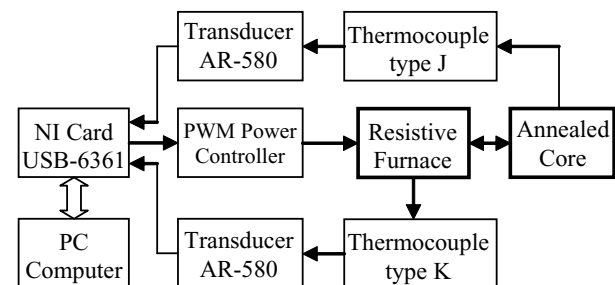 Transducer
AR-580
Thermocouple
type J
NI Card
USB-6361
PWM Power
Controller
Resistive
Furnace
Annealed
Core
PC
Computer
Transducer
AR-580
Thermocouple
type K